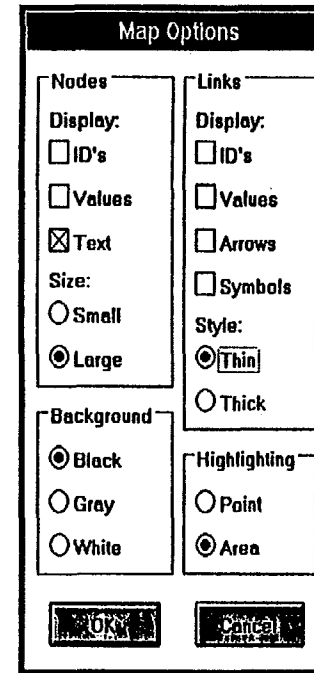 Map Options
Nodes
Display:
ID's
Values
Text
Size:
Small
Large
Background
Black
Gray
White
Links
Display:
ID's
Values
Arrows
Symbols
Style:
Thin
Thick
Highlighting
Point
Area
OK
Cancel